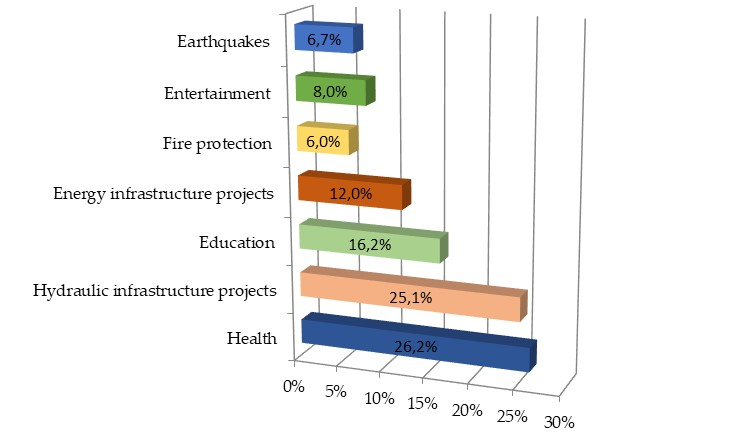 Earthquakes 6,7%
Entertainment 8,0%
Fire protection 6,0%
Energy infrastructure projects 12,0%
Education 16,2%
Hydraulic infrastructure projects 25,1%
Health 26,2%
0% 5% 10% 15% 20% 25% 30%